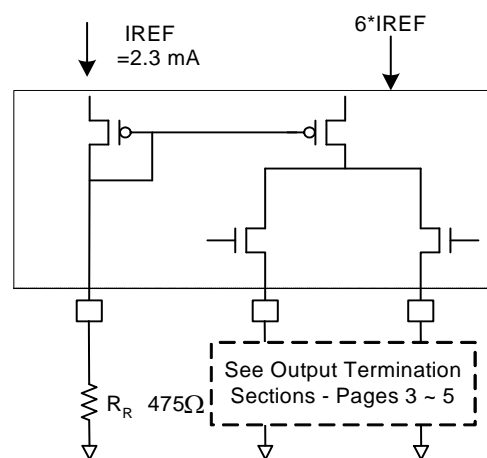 IREF
=2.3 mA
6*IREF
See Output Termination
Sections - Pages 3 ~ 5
RR 475Ω